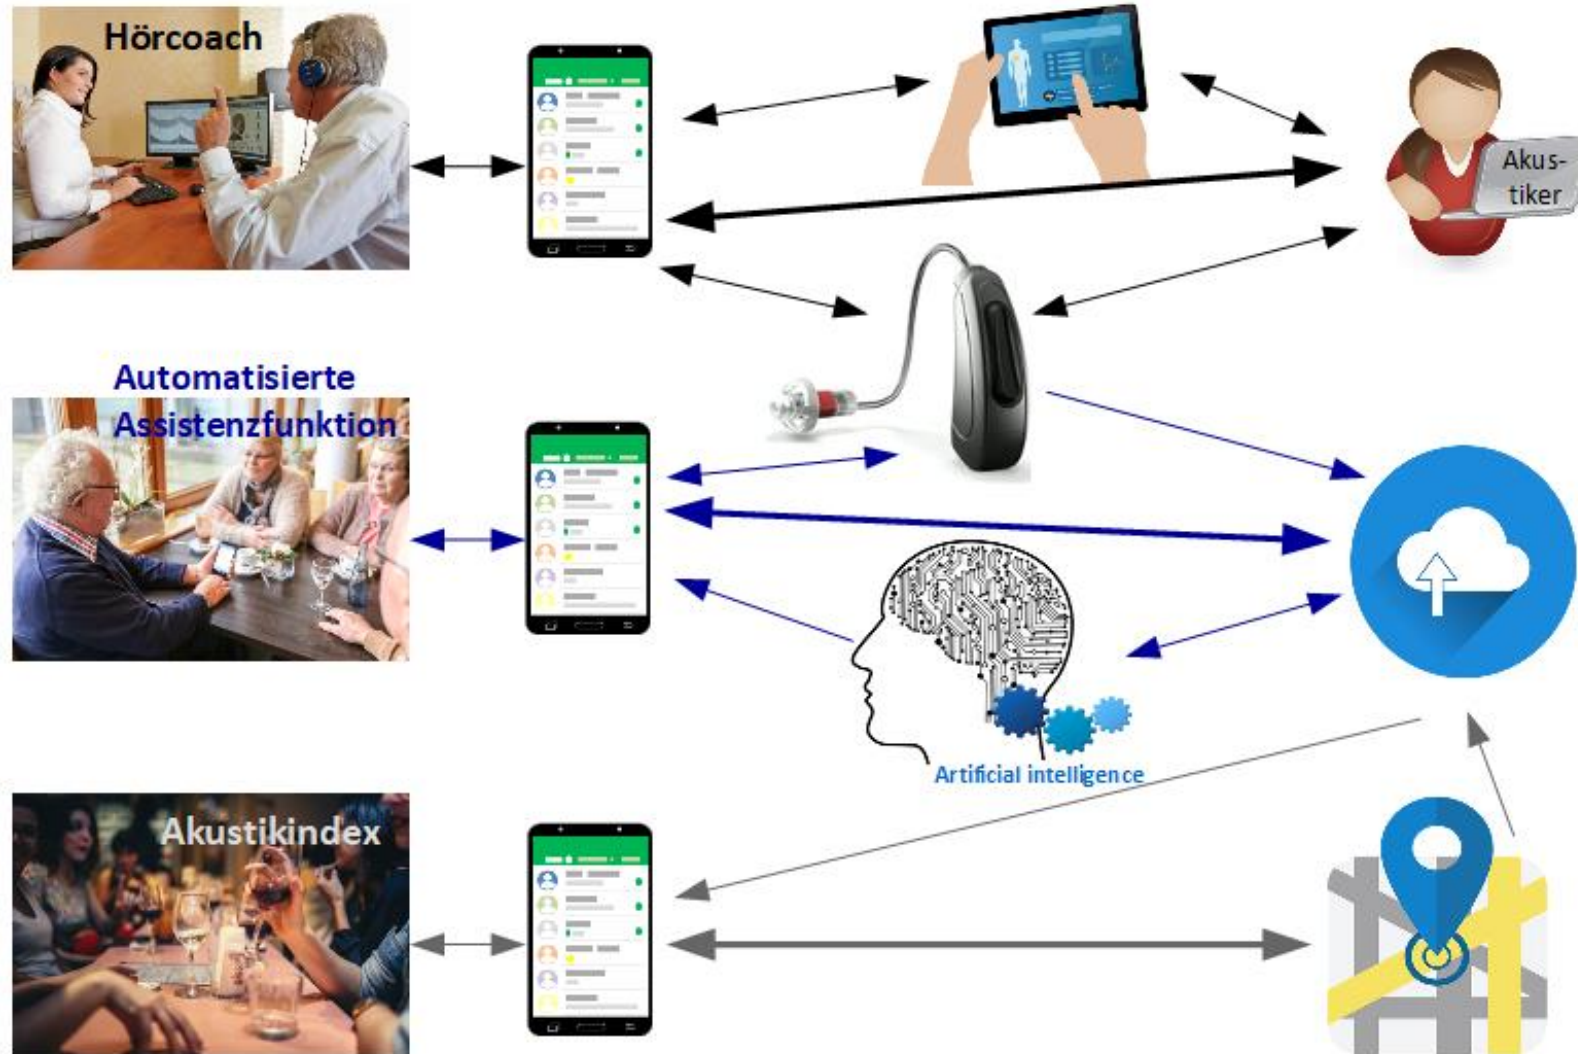 Hörcoach
Akus-
tiker
Automatisierte
Assistenzfunktion
Artificial intelligence
Akustikindex